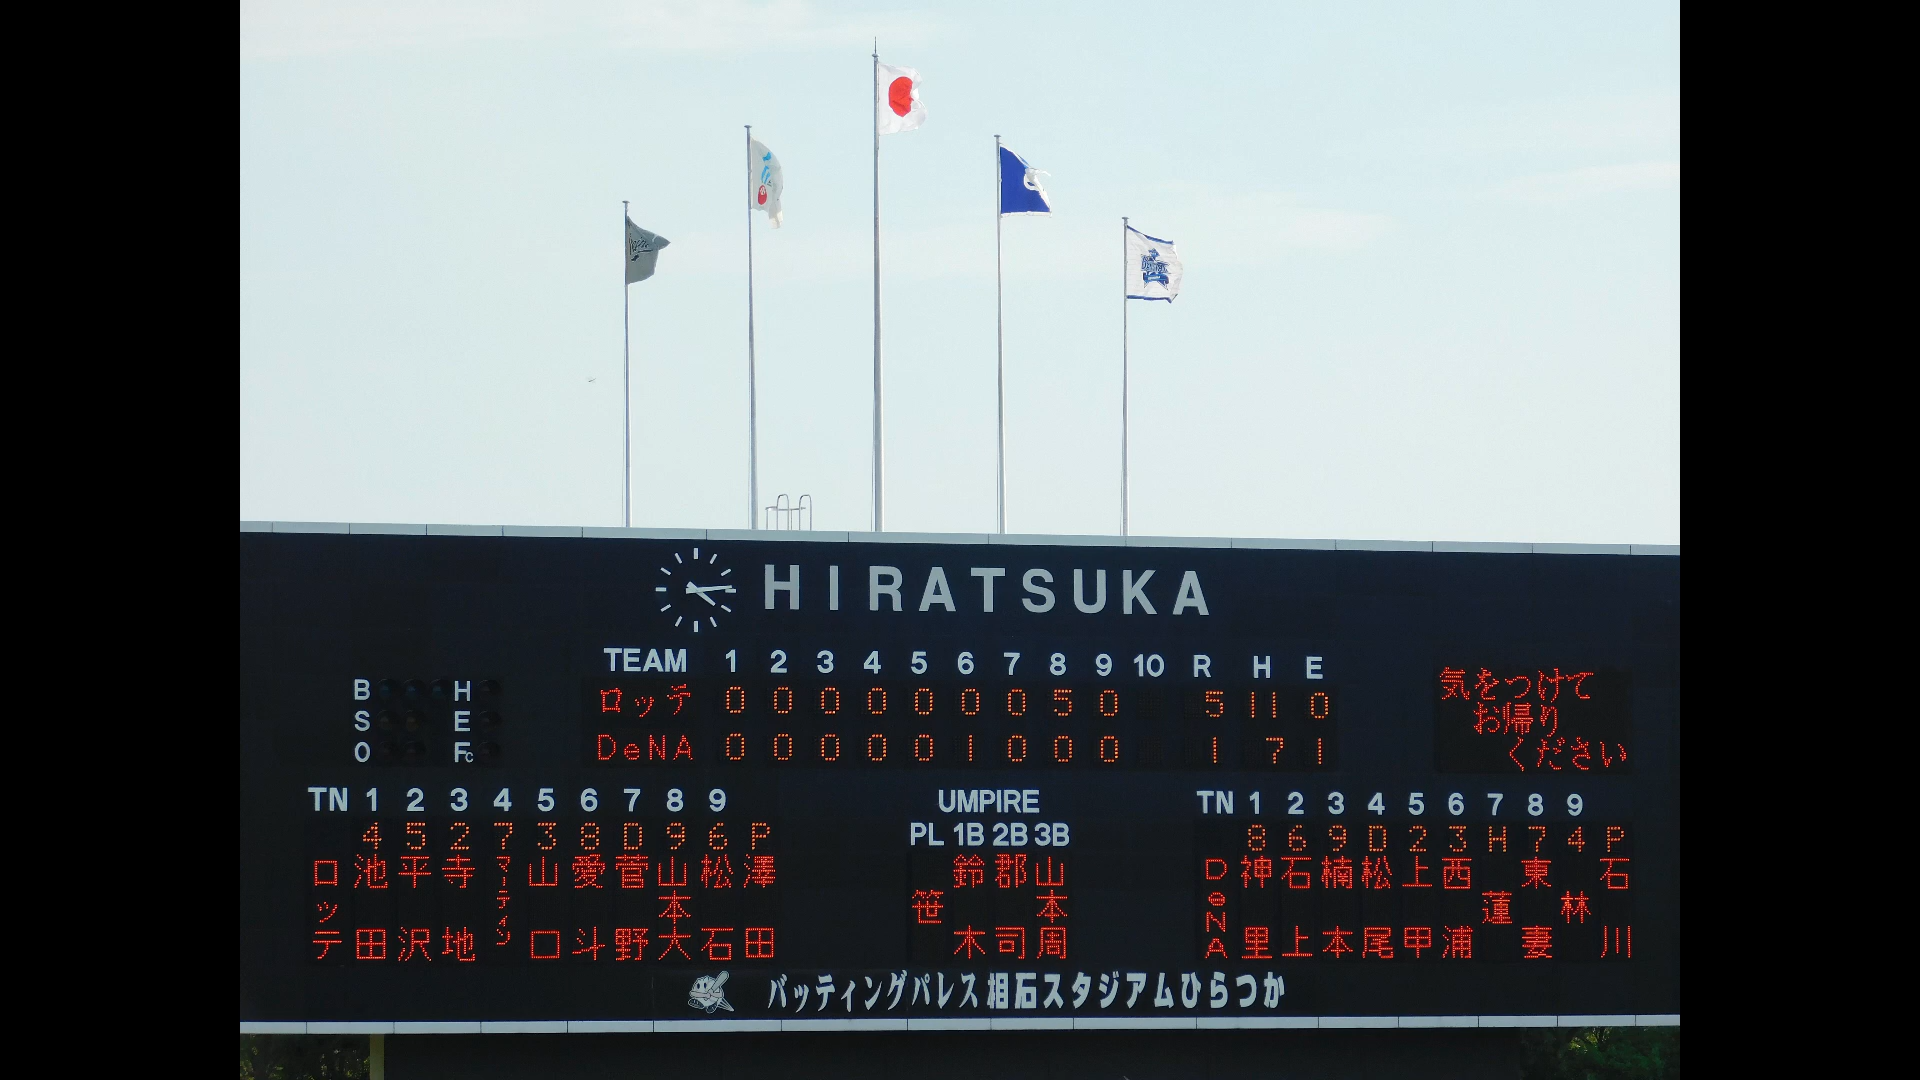 HIRATSUKA
TEAM 1 2 3 4 5 6 7 8 9 10 R H E
ロッテ 0 0 0 0 0 0 0 5 0 5 11 0
DeNA 0 0 0 0 0 1 0 0 0 1 7 1
B H
S E
O Fc
気をつけて
お帰り
ください
TN 1 2 3 4 5 6 7 8 9
4 5 2 7 3 8 D 9 6 P
ロッテ 池田 平沢 寺地 マーティン 山口 愛斗 菅野 山本大 松石 澤田
UMPIRE
PL 1B 2B 3B
笹 鈴木 郡司 山本周
TN 1 2 3 4 5 6 7 8 9
8 6 9 D 2 3 H 7 4 P
DeNA 神里 石上 楠本 松尾 上甲 西浦 蓮 東妻 林 石川
バッティングパレス相石スタジアムひらつか